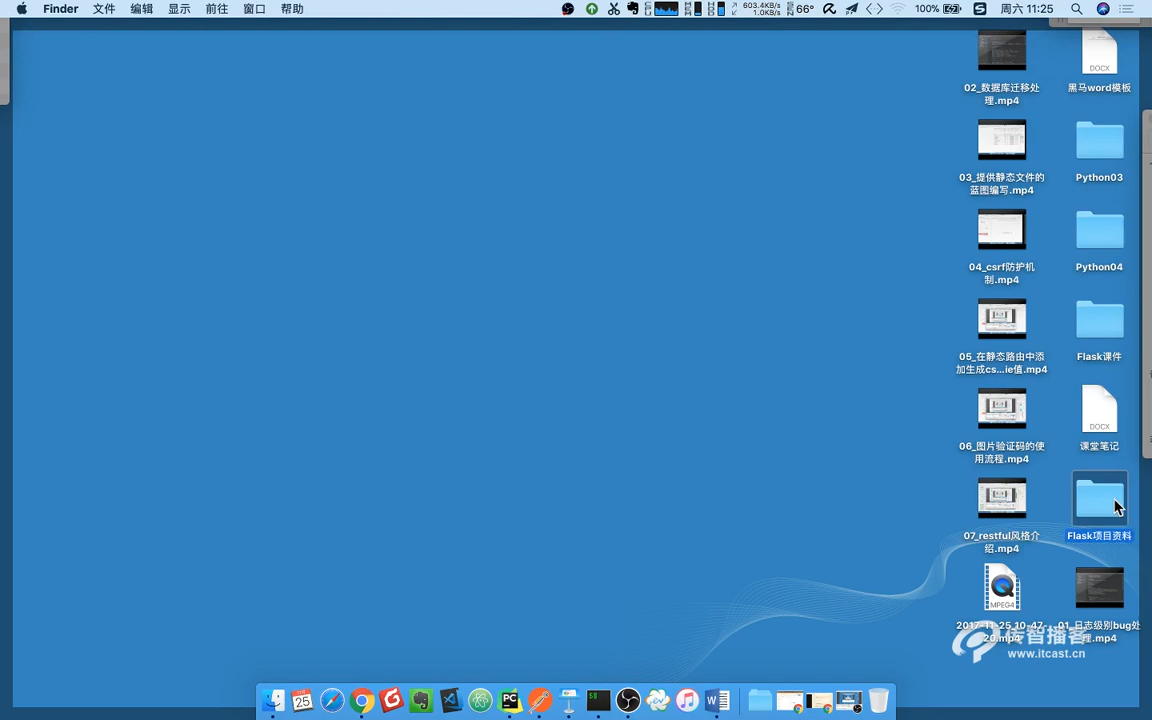 Finder 文件 编辑 显示 前往 窗口 帮助
603.4KB/s
1.0KB/s
66°
100%
周六 11:25
02_数据库迁移处
理.mp4
DOCX
黑马word模板
03_提供静态文件的
蓝图编写.mp4
Python03
04_csrf防护机
制.mp4
Python04
05_在静态路由中添
加生成cs...ie值.mp4
Flask课件
06_图片验证码的使
用流程.mp4
DOCX
课堂笔记
07_restful风格介
绍.mp4
Flask项目资料
MPEG4
2017-11-25 10-47-
20.mp4
01_日志级别bug处
理.mp4
传智播客
www.itcast.cn
25
PC